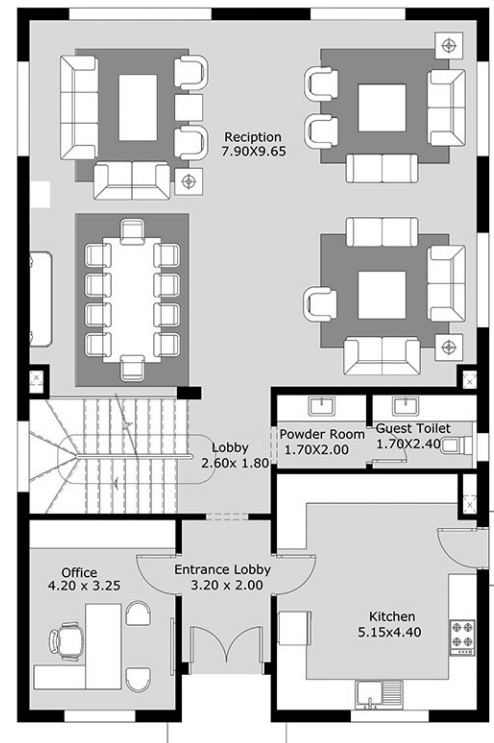 Reception
7.90X9.65
Lobby
2.60x 1.80
Powder Room
1.70X2.00
Guest Toilet
1.70X2.40
Office
4.20 x 3.25
Entrance Lobby
3.20 x 2.00
Kitchen
5.15x4.40